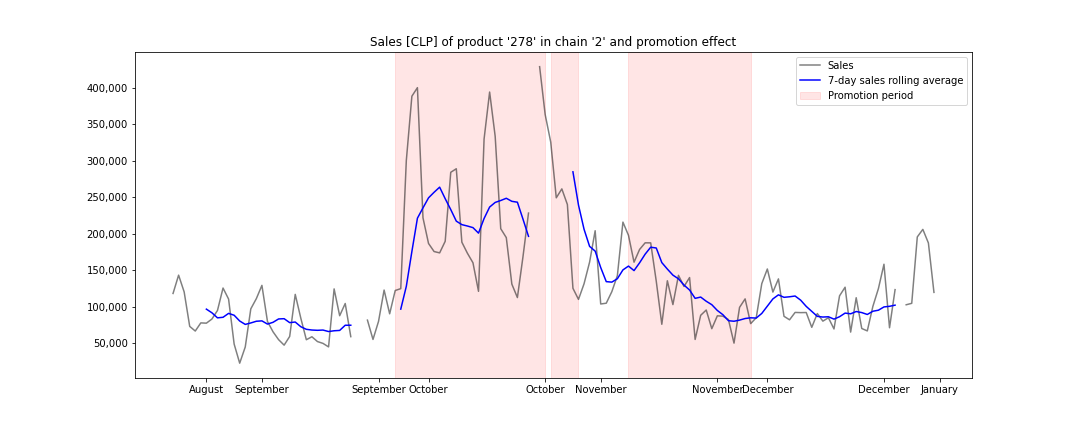 Sales [CLP] of product '278' in chain '2' and promotion effect
Sales
7-day sales rolling average
Promotion period
400,000
350,000
300,000
250,000
200,000
150,000
100,000
50,000
August September September October October November November December December January